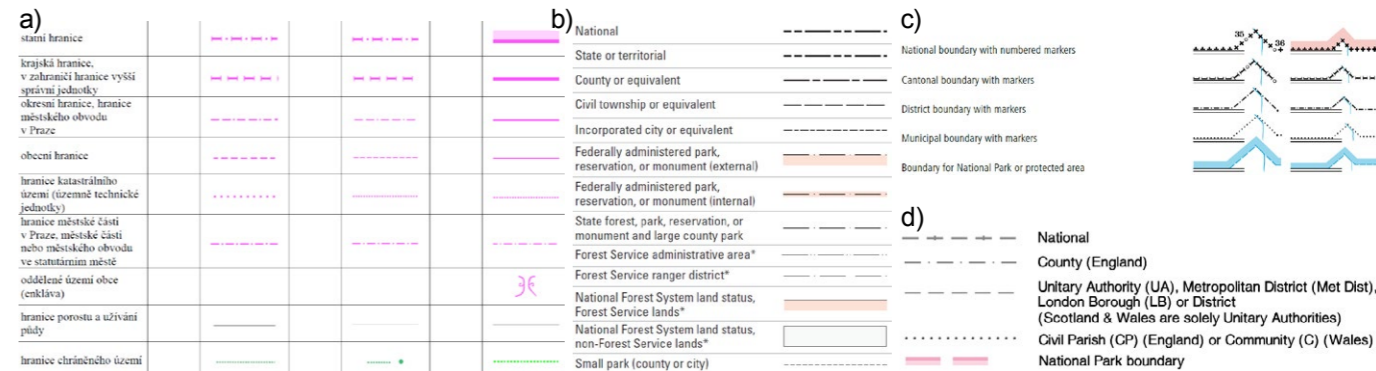 a)
státní hranice
krajská hranice,
v zahraničí hranice vyšší
správní jednotky
okresní hranice, hranice
městského obvodu
v Praze
obecní hranice
hranice katastrálního
území (územně technické
jednotky)
hranice městské části
v Praze, městské části
nebo městského obvodu
ve statutárním městě
oddělené území obce
(enkláva)
hranice porostu a užívání
půdy
hranice chráněného území
b)
National
State or territorial
County or equivalent
Civil township or equivalent
Incorporated city or equivalent
Federally administered park,
reservation, or monument (external)
Federally administered park,
reservation, or monument (internal)
State forest, park, reservation, or
monument and large county park
Forest Service administrative area*
Forest Service ranger district*
National Forest System land status,
Forest Service lands*
National Forest System land status,
non-Forest Service lands*
Small park (county or city)
c)
35
36
National boundary with numbered markers
Cantonal boundary with markers
District boundary with markers
Municipal boundary with markers
Boundary for National Park or protected area
d)
National
County (England)
Unitary Authority (UA), Metropolitan District (Met Dist),
London Borough (LB) or District
(Scotland & Wales are solely Unitary Authorities)
Civil Parish (CP) (England) or Community (C) (Wales)
National Park boundary